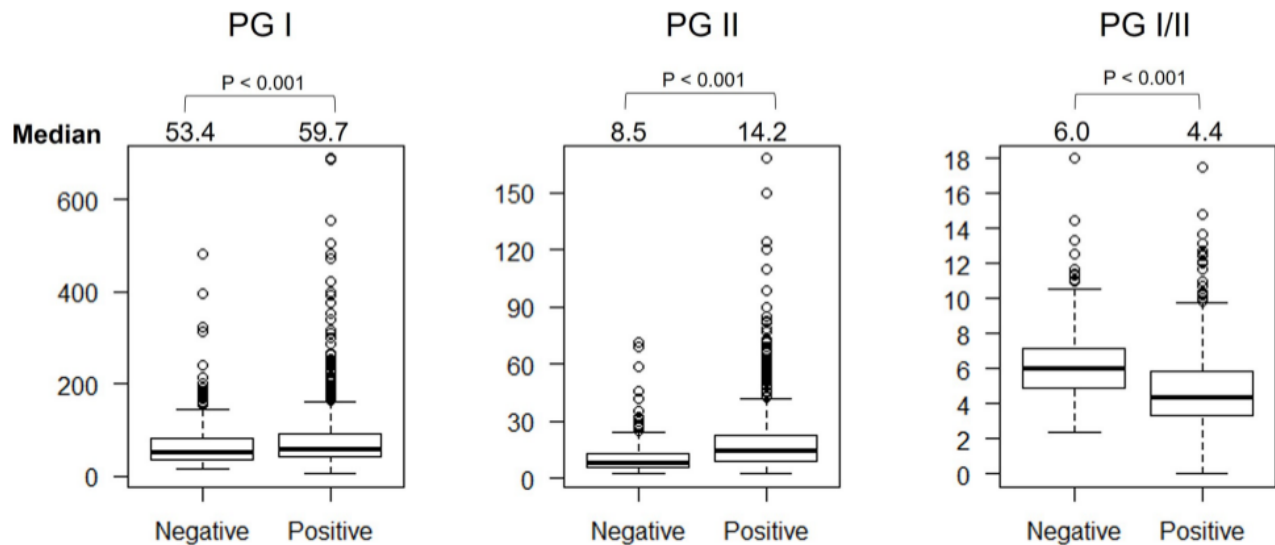 PG I
PG II
PG I/II
P < 0.001
P < 0.001
P < 0.001
Median
53.4
59.7
8.5
14.2
6.0
4.4
600
400
200
0
Negative
Positive
150
120
90
60
30
0
Negative
Positive
18
16
14
12
10
8
6
4
2
0
Negative
Positive